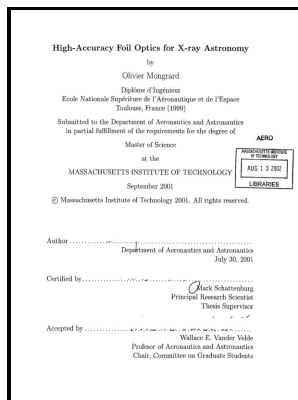 High-Accuracy Foil Optics for X-ray Astronomy
by
Olivier Mongrard
Diplôme d'Ingénieur
Ecole Nationale Supérieure de l'Aéronautique et de l'Espace
Toulouse, France (1999)
Submitted to the Department of Aeronautics and Astronautics
in partial fulfillment of the requirements for the degree of
Master of Science
at the
MASSACHUSETTS INSTITUTE OF TECHNOLOGY
September 2001
© Massachusetts Institute of Technology 2001. All rights reserved.
AERO
MASSACHUSETTS INSTITUTE
OF TECHNOLOGY
AUG 13 2002
LIBRARIES
Author
Department of Aeronautics and Astronautics
July 30, 2001
Certified by
Mark Schattenburg
Principal Research Scientist
Thesis Supervisor
Accepted by
Wallace E. Vander Velde
Profesor of Aeronautics and Astronautics
Chair, Committee on Graduate Students